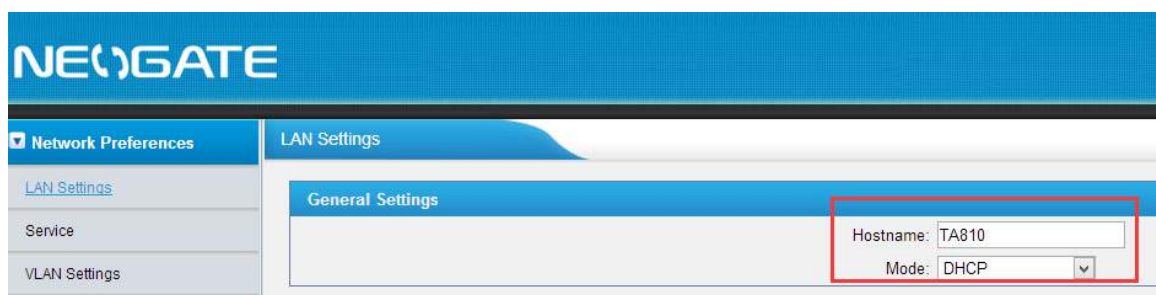 NEOGATE
Network Preferences
LAN Settings
LAN Settings
General Settings
Service
Hostname: TA810
VLAN Settings
Mode: DHCP